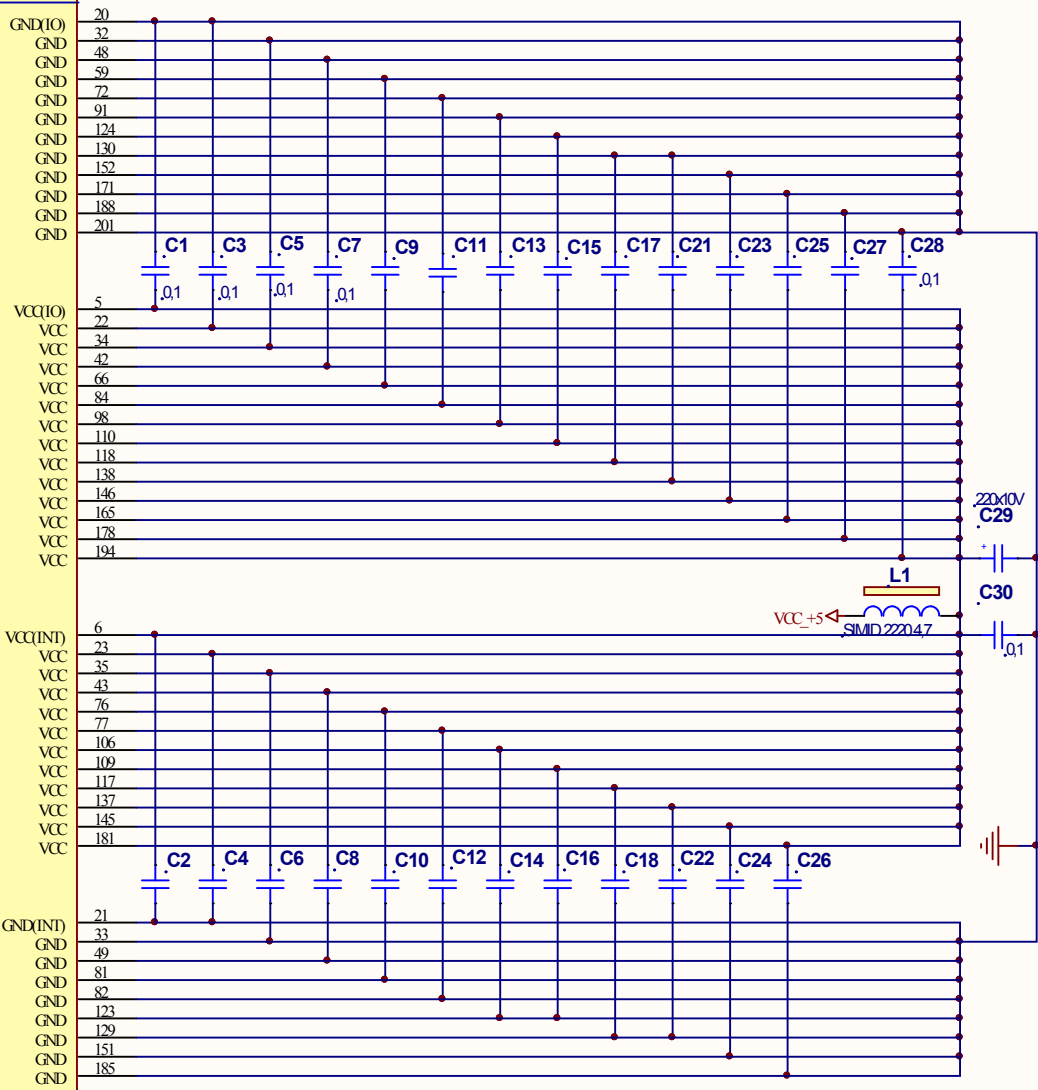 GND(IO) 20
GND 32
GND 48
GND 59
GND 72
GND 91
GND 124
GND 130
GND 152
GND 171
GND 188
GND 201
C1 C3 C5 C7 C9 C11 C13 C15 C17 C21 C23 C25 C27 C28
.0,1 .0,1 .0,1 .0,1 .0,1
VCC(IO) 5
VCC 22
VCC 34
VCC 42
VCC 66
VCC 84
VCC 98
VCC 110
VCC 118
VCC 138
VCC 146
VCC 165
VCC 178
VCC 194
.220x10V
C29
+
L1
C30
VCC_+5
.SIMID 2220 4,7
.0,1
VCC(INT) 6
VCC 23
VCC 35
VCC 43
VCC 76
VCC 77
VCC 106
VCC 109
VCC 117
VCC 137
VCC 145
VCC 181
C2 C4 C6 C8 C10 C12 C14 C16 C18 C22 C24 C26
GND(INT) 21
GND 33
GND 49
GND 81
GND 82
GND 123
GND 129
GND 151
GND 185